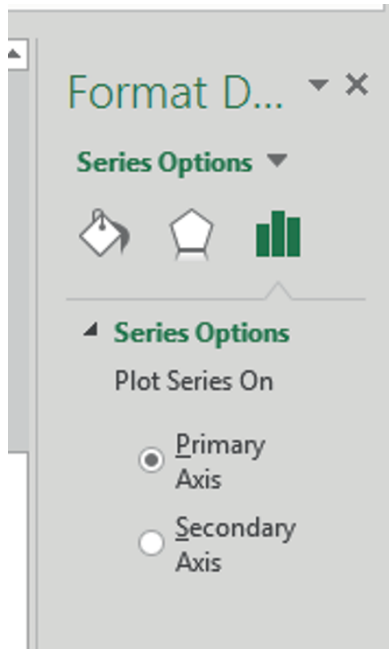 Format D...
Series Options
Series Options
Plot Series On
Primary
Axis
Secondary
Axis